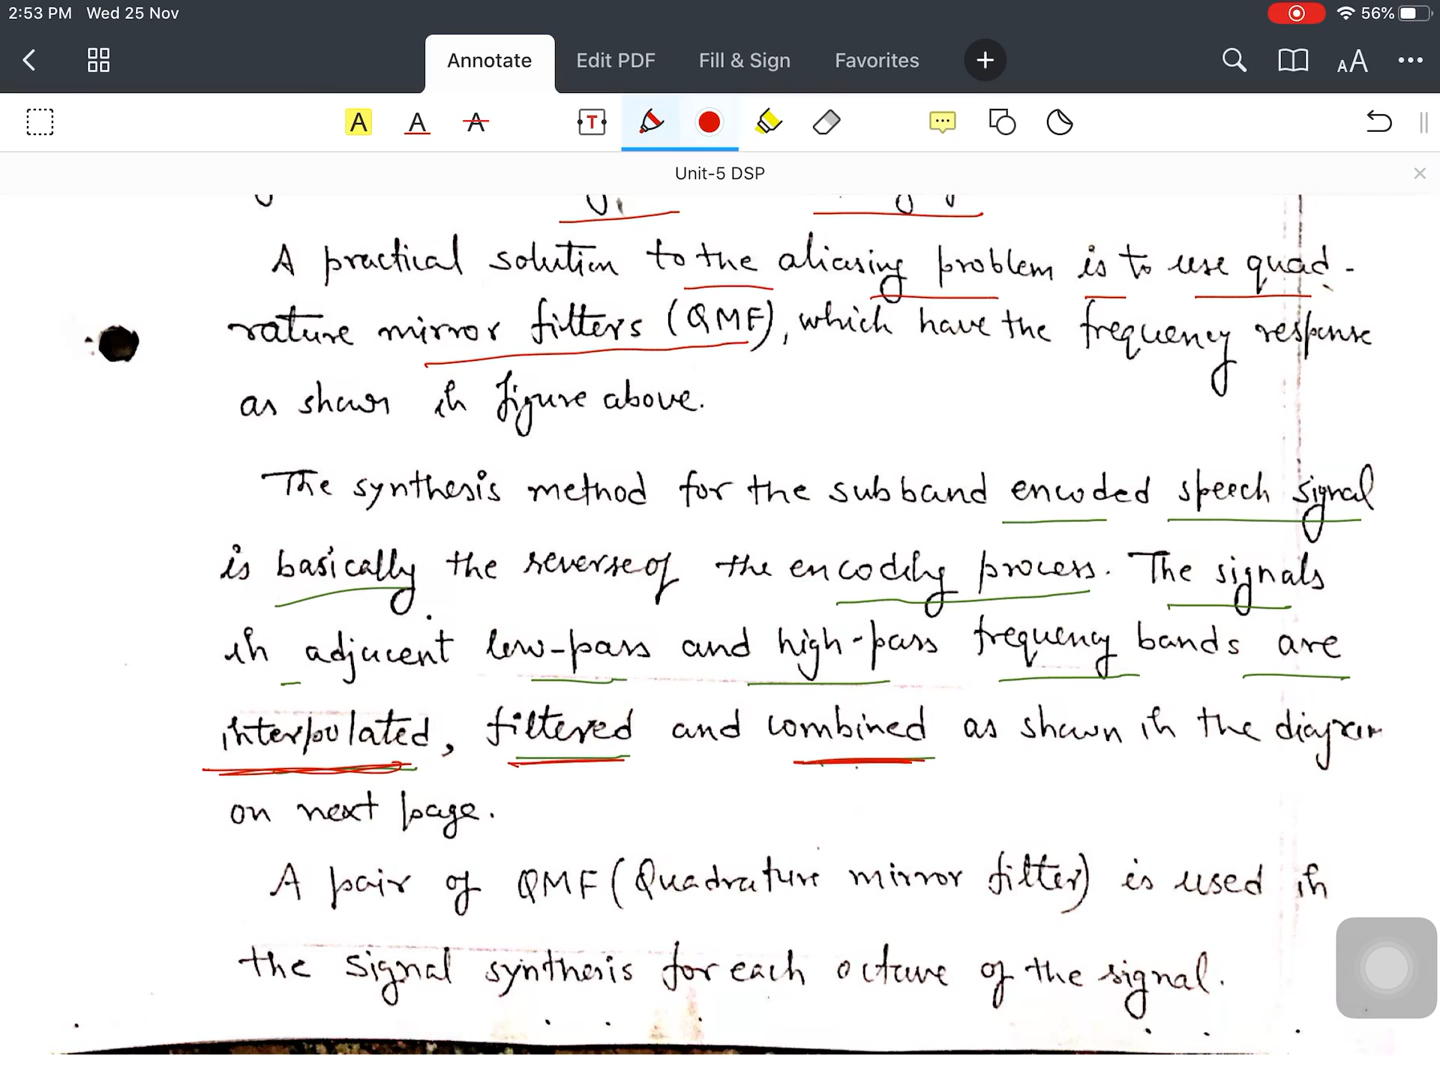 2:53 PM Wed 25 Nov 56%
Annotate Edit PDF Fill & Sign Favorites
Unit-5 DSP
A practical solution to the aliasing problem is to use quad-
rature mirror filters (QMF), which have the frequency response
as shown in figure above.
The synthesis method for the subband encoded speech signal
is basically the reverse of the encoding process. The signals
in adjacent low-pass and high-pass frequency bands are
interpolated, filtered and combined as shown in the diagram
on next page.
A pair of QMF (Quadrature mirror filter) is used in
the signal synthesis for each octave of the signal.